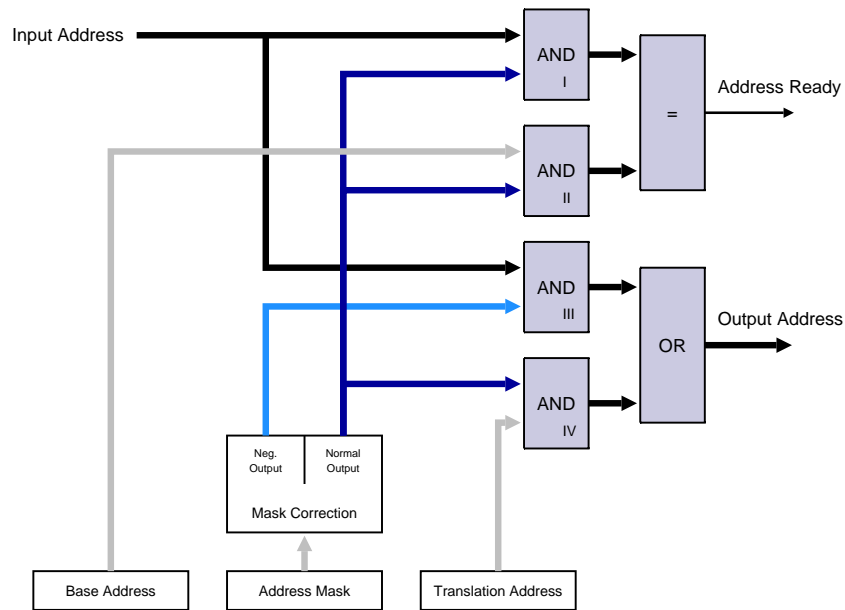 Input Address
AND
I
=
Address Ready
AND
II
AND
III
OR
Output Address
AND
IV
Neg.
Output
Normal
Output
Mask Correction
Base Address
Address Mask
Translation Address